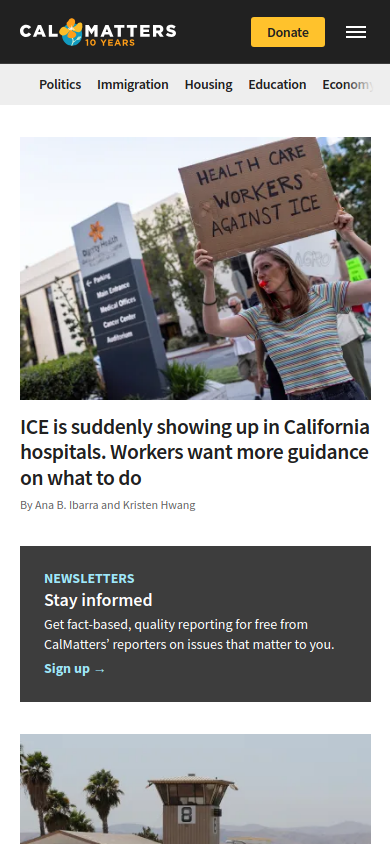 CALMATTERS
10 YEARS
Donate
Politics Immigration Housing Education Economy
HEALTH CARE
WORKERS
AGAINST ICE
Dignity Health
Parking
Main Entrance
Medical Offices
Cancer Center
Auditorium
ICE is suddenly showing up in California
hospitals. Workers want more guidance
on what to do
By Ana B. Ibarra and Kristen Hwang
NEWSLETTERS
Stay informed
Get fact-based, quality reporting for free from
CalMatters’ reporters on issues that matter to you.
Sign up →
8